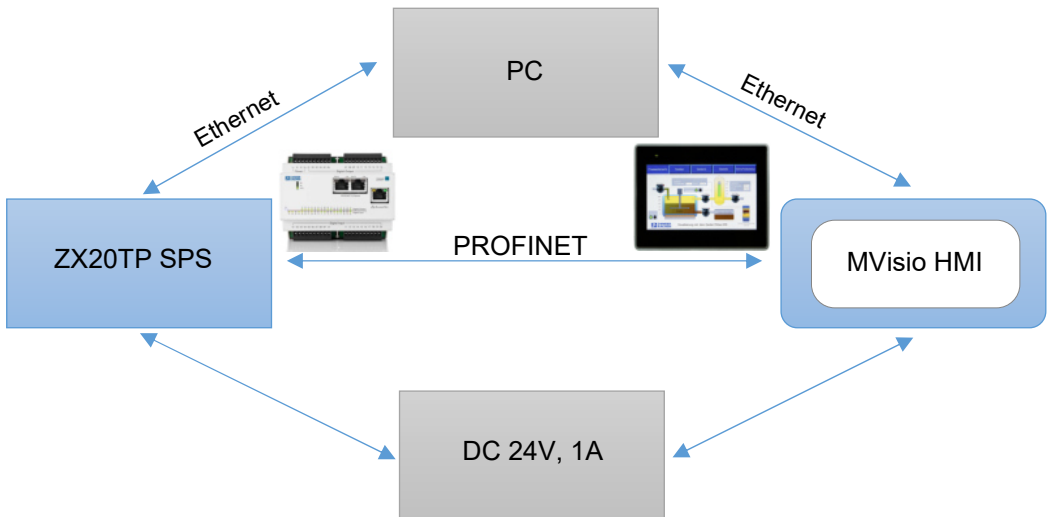 PC
Ethernet
Ethernet
ZX20TP SPS
PROFINET
MVisio HMI
DC 24V, 1A